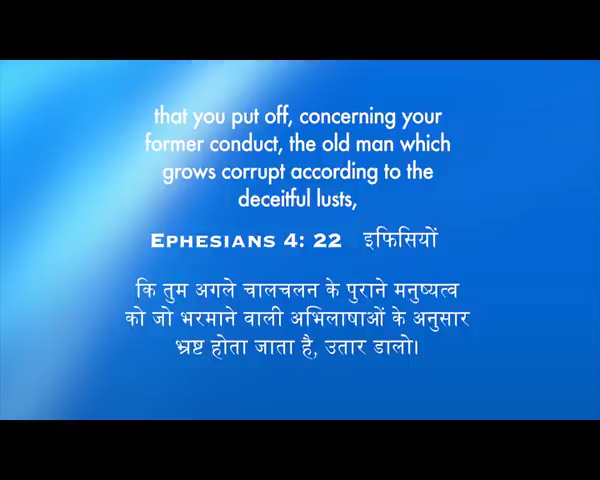 that you put off, concerning your
former conduct, the old man which
grows corrupt according to the
deceitful lusts,
EPHESIANS 4: 22 इफिसियों
कि तुम अगले चालचलन के पुराने मनुष्यत्व
को जो भरमाने वाली अभिलाषाओं के अनुसार
भ्रष्ट होता जाता है, उतार डालो।